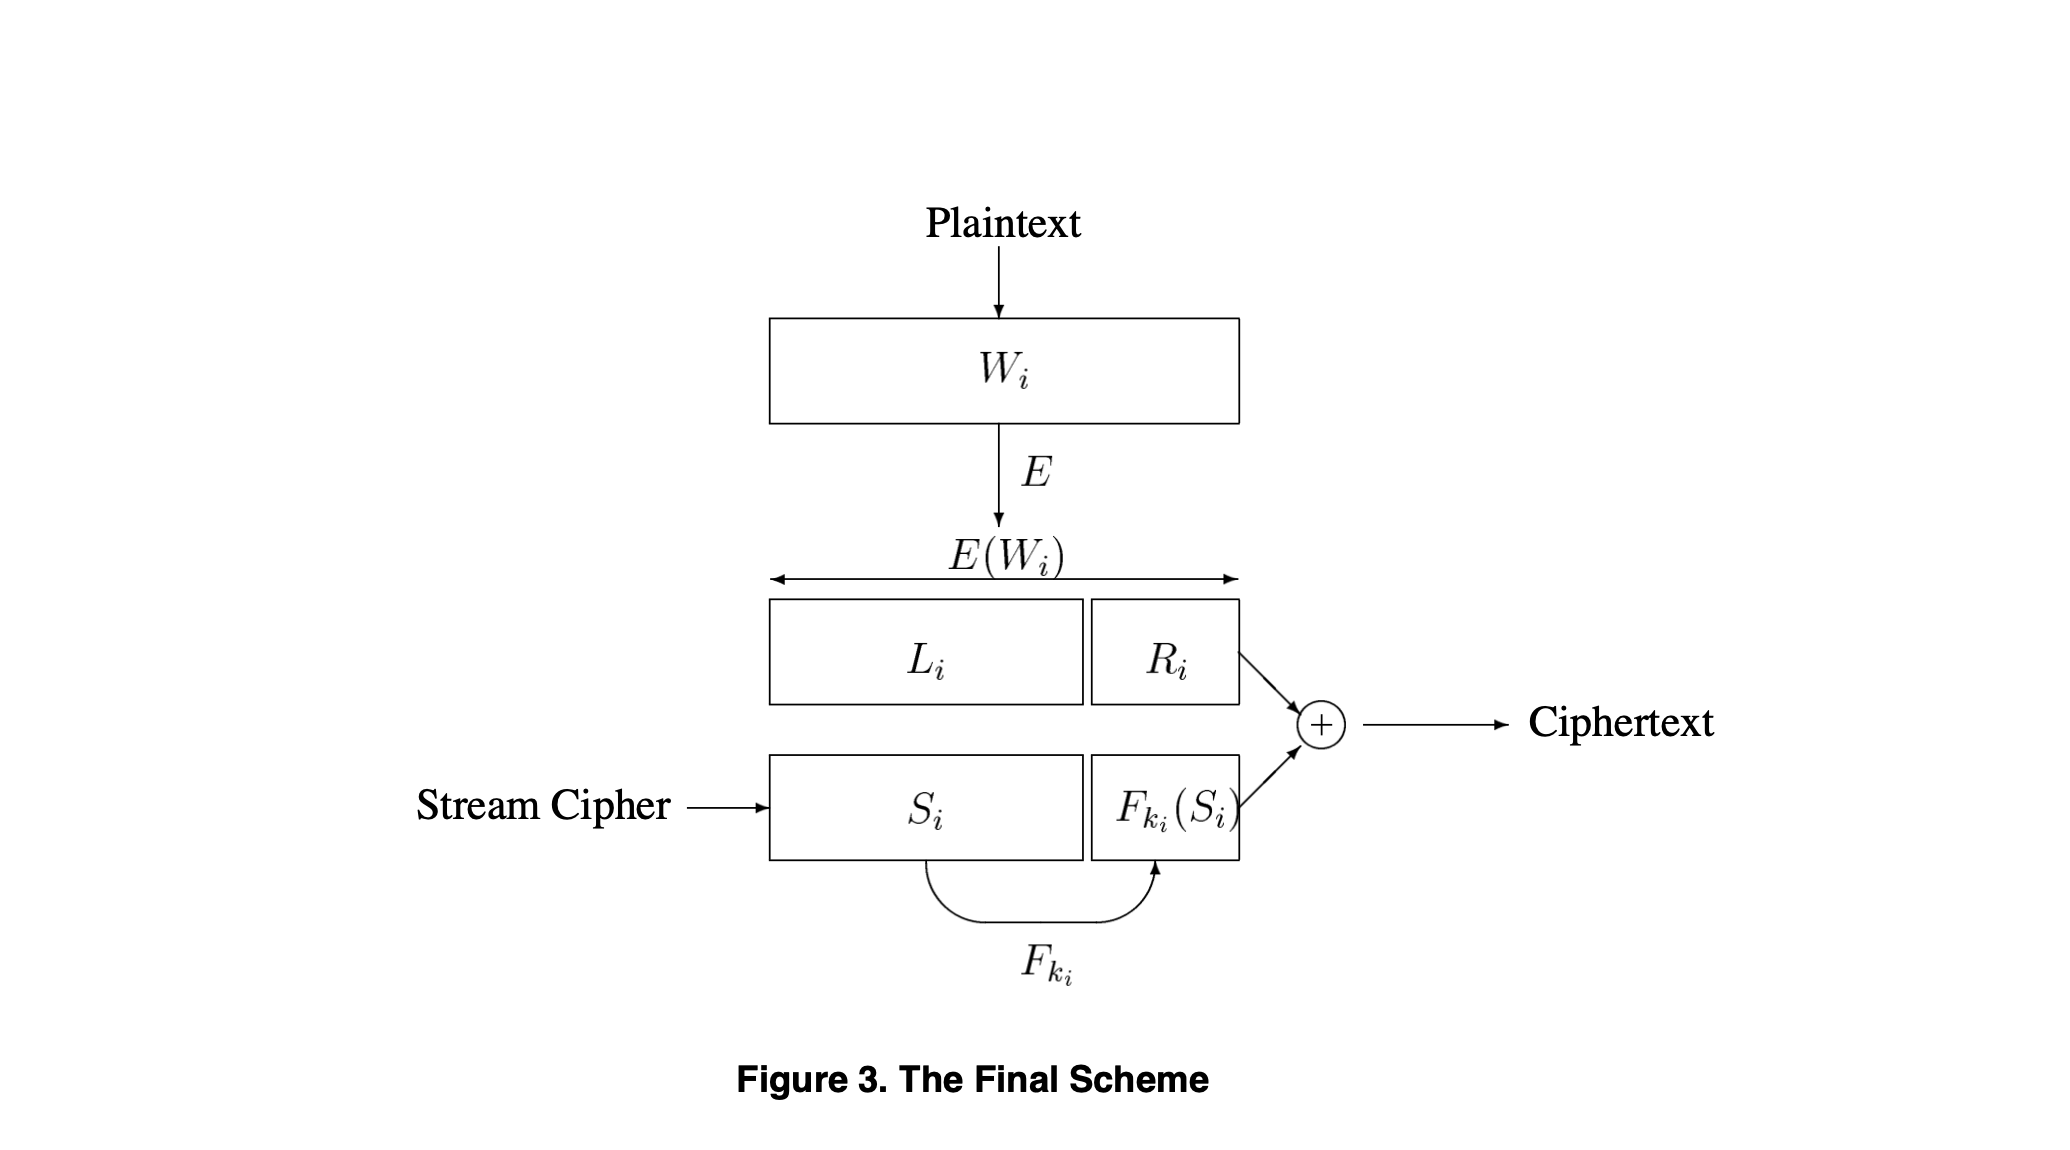 Plaintext
W_i
E
E(W_i)
L_i
R_i
+
Ciphertext
Stream Cipher
S_i
F_{k_i}(S_i)
F_{k_i}
Figure 3. The Final Scheme